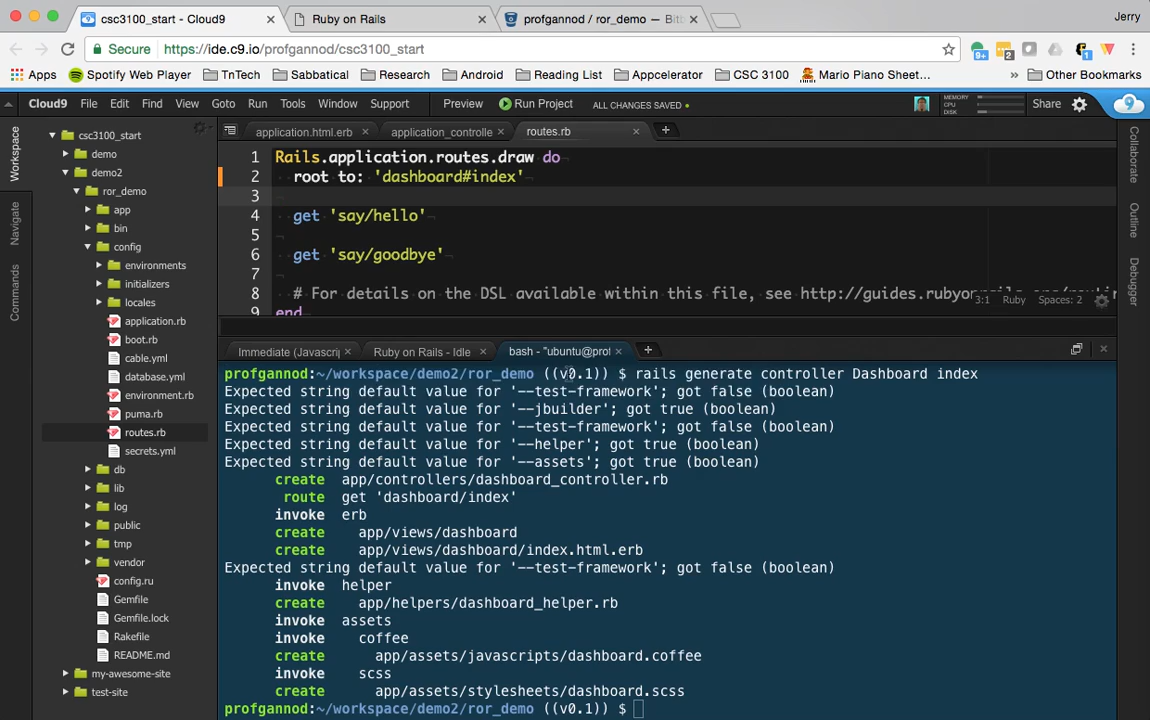 csc3100_start - Cloud9
Ruby on Rails
profgannod / ror_demo — Bitb
Jerry
Secure
https://ide.c9.io/profgannod/csc3100_start
9+
2
1
Apps
Spotify Web Player
TnTech
Sabbatical
Research
Android
Reading List
Appcelerator
CSC 3100
Mario Piano Sheet...
»
Other Bookmarks
Cloud9 File Edit Find View Goto Run Tools Window Support Preview Run Project ALL CHANGES SAVED
MEMORY
CPU
DISK
Share
Workspace
Navigate
Commands
csc3100_start
demo
demo2
ror_demo
app
bin
config
environments
initializers
locales
application.rb
boot.rb
cable.yml
database.yml
environment.rb
puma.rb
routes.rb
secrets.yml
db
lib
log
public
tmp
vendor
config.ru
Gemfile
Gemfile.lock
Rakefile
README.md
my-awesome-site
test-site
application.html.erb
application_controlle
routes.rb
1 Rails.application.routes.draw do
2 root to: 'dashboard#index'
3
4 get 'say/hello'
5
6 get 'say/goodbye'
7
8 # For details on the DSL available within this file, see http://guides.rubyo
9 end
3:1 Ruby Spaces: 2
Collaborate
Outline
Debugger
Immediate (Javascrip
Ruby on Rails - Idle
bash - "ubuntu@prof
profgannod:~/workspace/demo2/ror_demo ((v0.1)) $ rails generate controller Dashboard index
Expected string default value for '--test-framework'; got false (boolean)
Expected string default value for '--jbuilder'; got true (boolean)
Expected string default value for '--test-framework'; got false (boolean)
Expected string default value for '--helper'; got true (boolean)
Expected string default value for '--assets'; got true (boolean)
create app/controllers/dashboard_controller.rb
route get 'dashboard/index'
invoke erb
create app/views/dashboard
create app/views/dashboard/index.html.erb
Expected string default value for '--test-framework'; got false (boolean)
invoke helper
create app/helpers/dashboard_helper.rb
invoke assets
invoke coffee
create app/assets/javascripts/dashboard.coffee
invoke scss
create app/assets/stylesheets/dashboard.scss
profgannod:~/workspace/demo2/ror_demo ((v0.1)) $